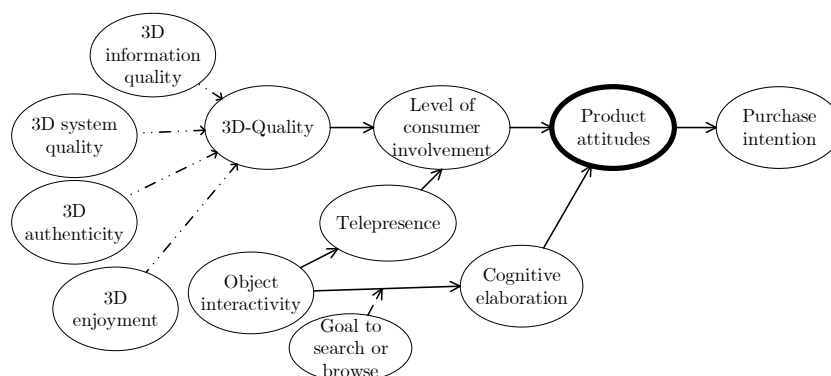 3D
information
quality
3D system
quality
3D
authenticity
3D
enjoyment
3D-Quality
Level of
consumer
involvement
Product
attitudes
Purchase
intention
Telepresence
Object
interactivity
Cognitive
elaboration
Goal to
search or
browse